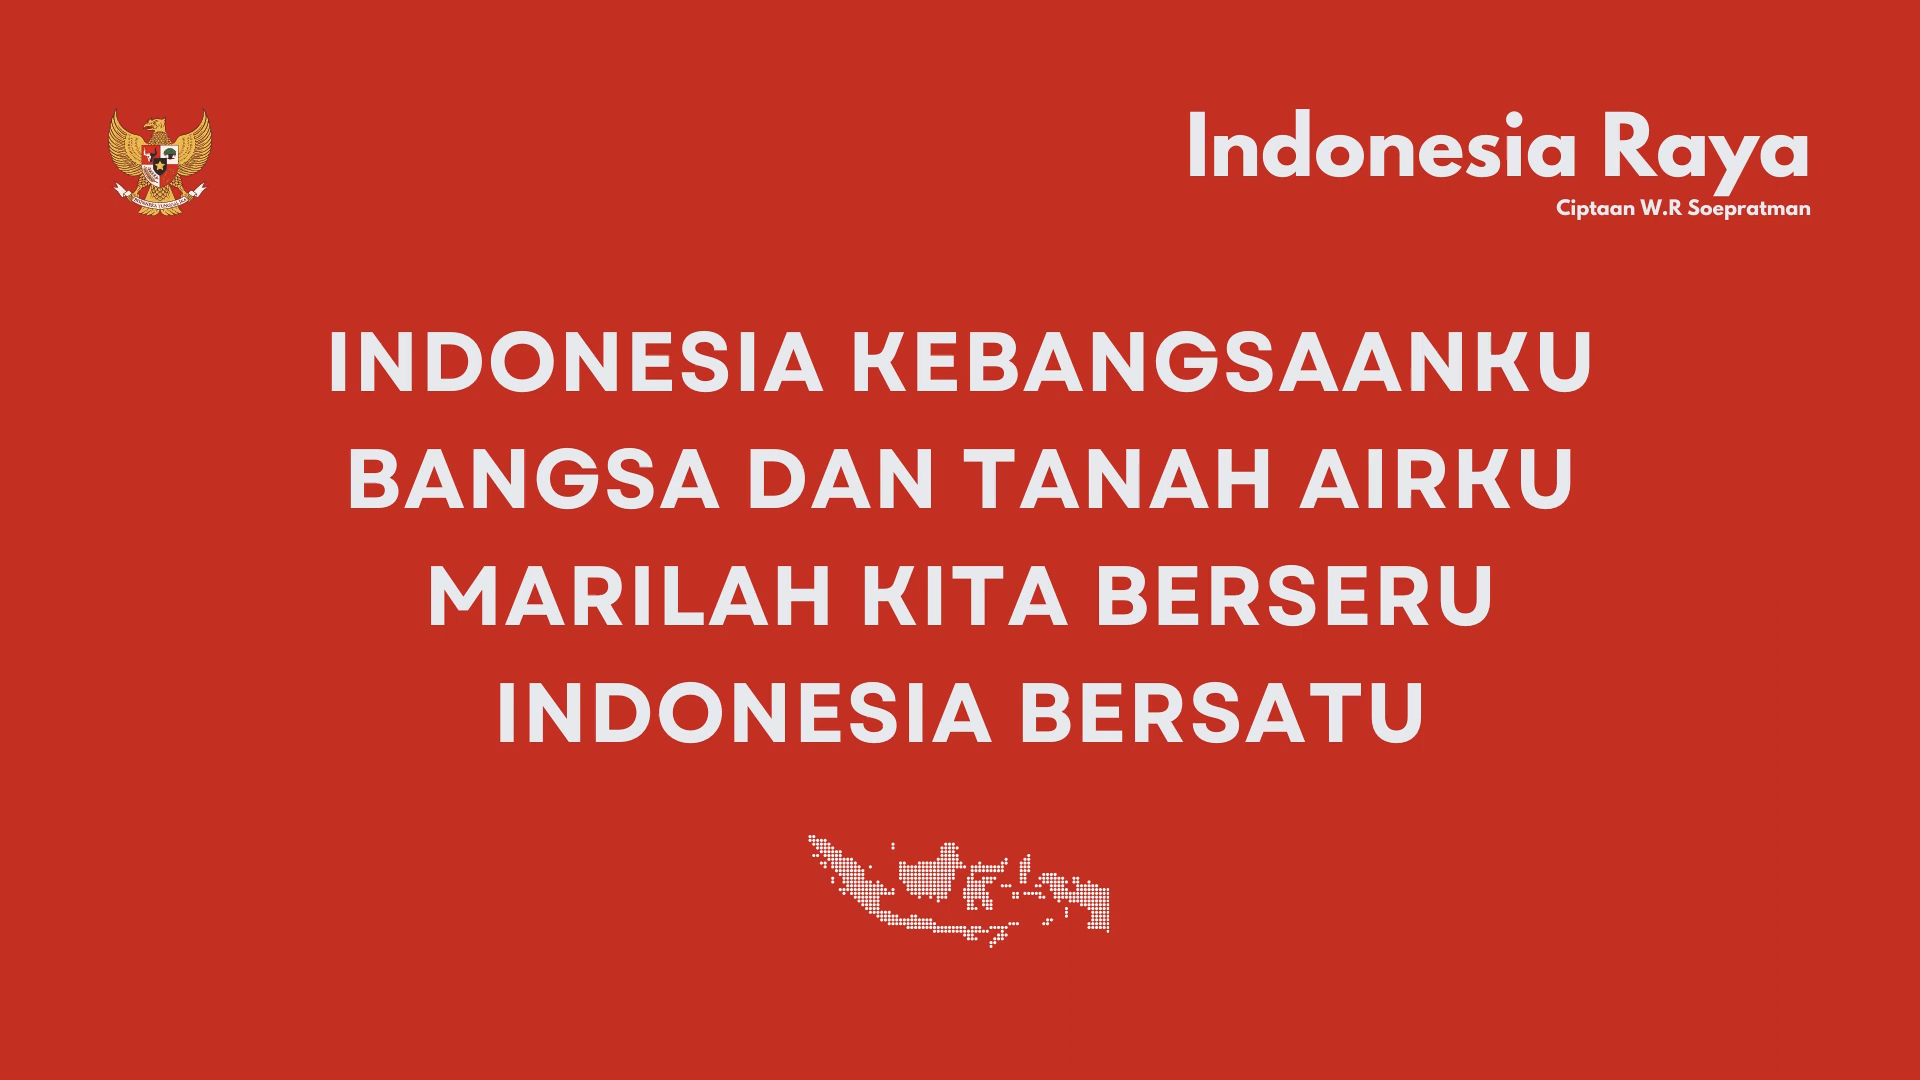 Indonesia Raya
Ciptaan W.R Soepratman
INDONESIA KEBANGSAANKU
BANGSA DAN TANAH AIRKU
MARILAH KITA BERSERU
INDONESIA BERSATU